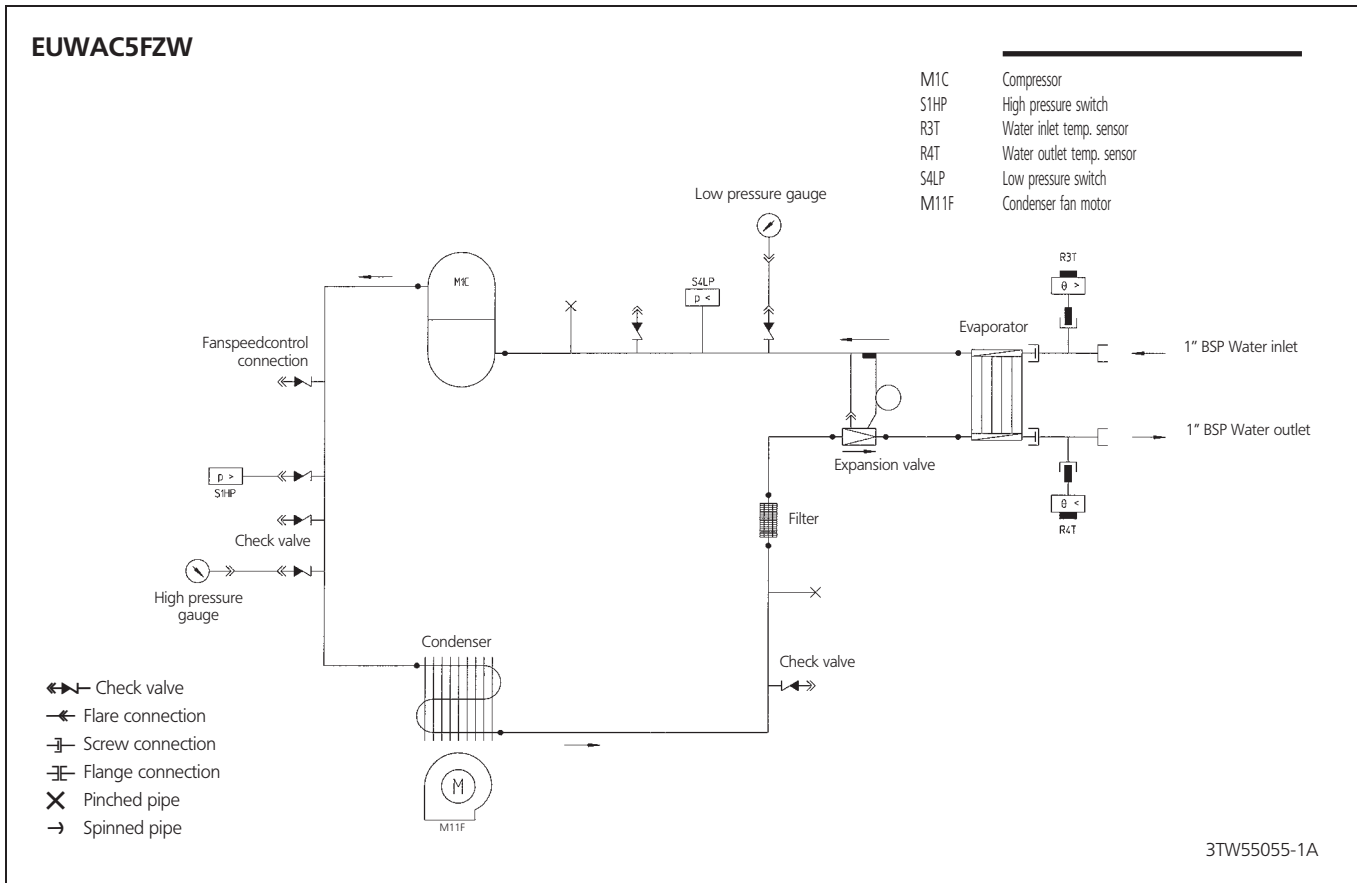 EUWAC5FZW
M1C Compressor
S1HP High pressure switch
R3T Water inlet temp. sensor
R4T Water outlet temp. sensor
S4LP Low pressure switch
M11F Condenser fan motor
Low pressure gauge
R3T
θ >
M1C
S4LP
p <
Evaporator
Fanspeedcontrol
connection
1” BSP Water inlet
1” BSP Water outlet
Expansion valve
p >
S1HP
θ <
R4T
Filter
Check valve
High pressure
gauge
Condenser
Check valve
Check valve
Flare connection
Screw connection
Flange connection
Pinched pipe
Spinned pipe
M
M11F
3TW55055-1A